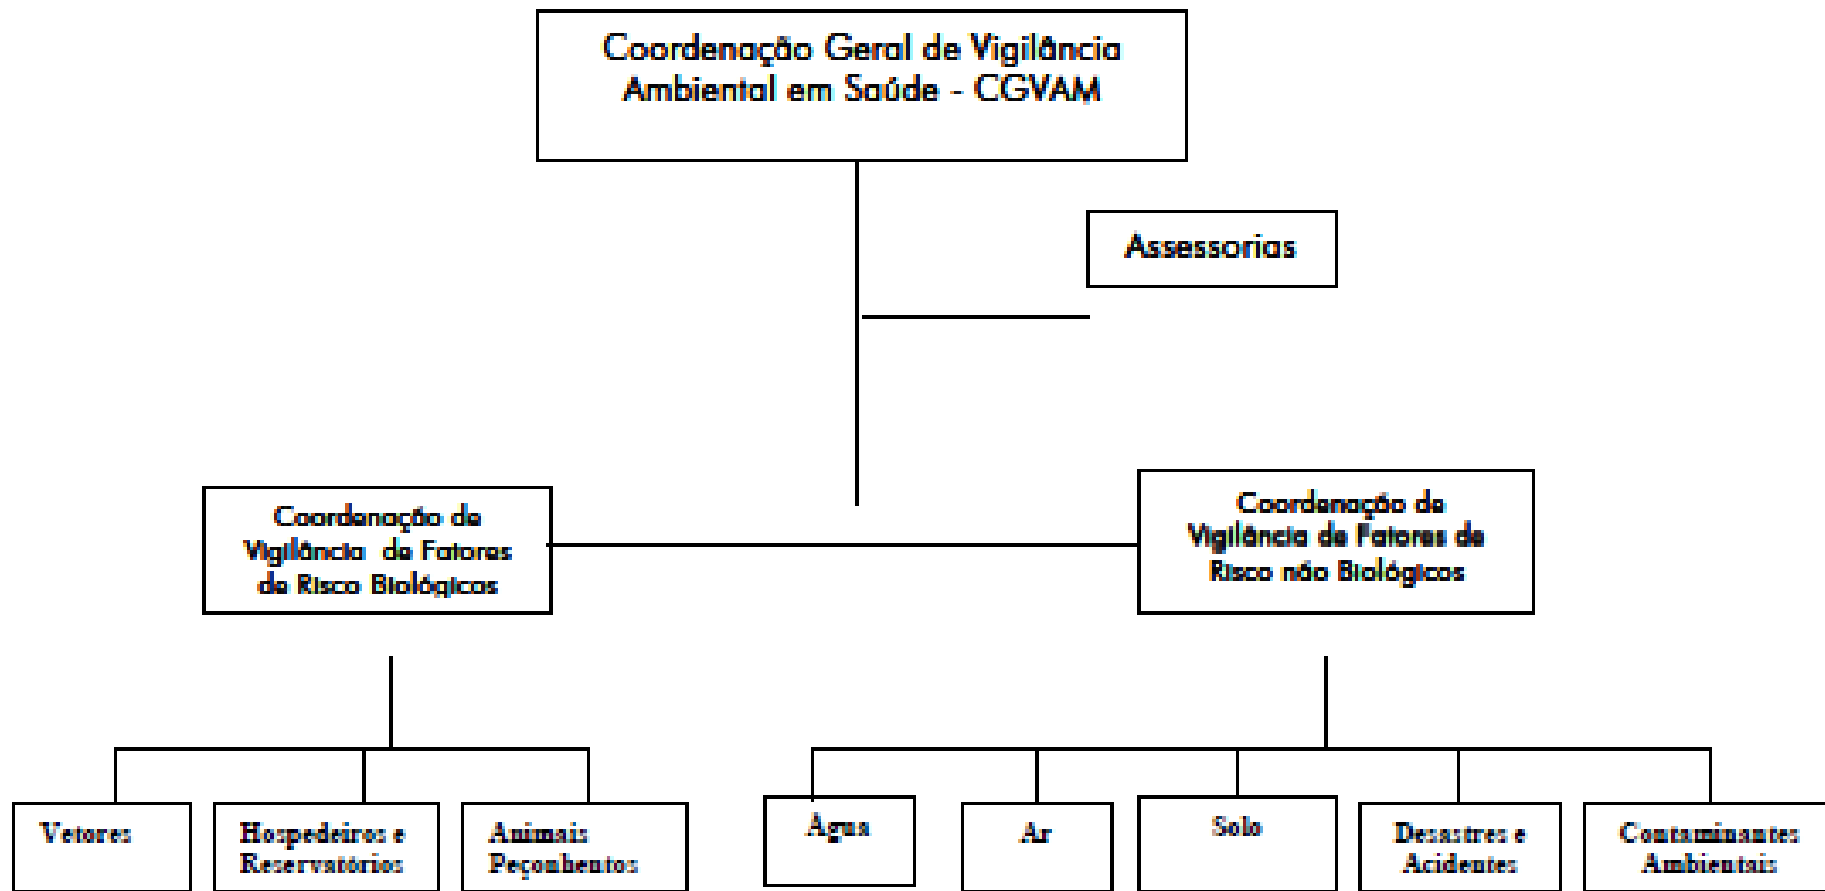 Coordenação Geral de Vigilância
Ambiental em Saúde - CGVAM
Assessorias
Coordenação de
Vigilância de Fatores
de Risco Biológicos
Coordenação de
Vigilância de Fatores de
Risco não Biológicos
Vetores
Hospedeiros e
Reservatórios
Animais
Peçonhentos
Água
Ar
Solo
Desastres e
Acidentes
Contaminantes
Ambientais